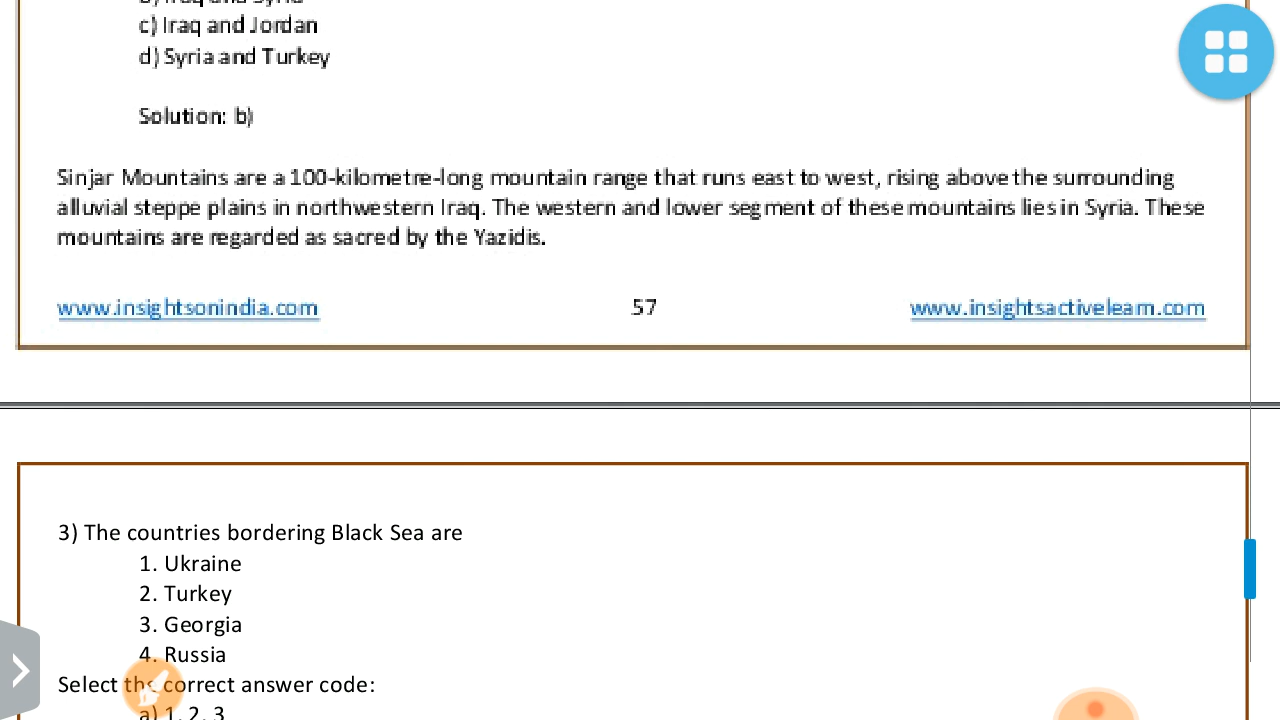 c) Iraq and Jordan
d) Syria and Turkey
Solution: b)
Sinjar Mountains are a 100-kilometre-long mountain range that runs east to west, rising above the surrounding
alluvial steppe plains in northwestern Iraq. The western and lower segment of these mountains lies in Syria. These
mountains are regarded as sacred by the Yazidis.
www.insightsonindia.com 57 www.insightsactivelearn.com
3) The countries bordering Black Sea are
1. Ukraine
2. Turkey
3. Georgia
4. Russia
Select the correct answer code:
a) 1, 2, 3